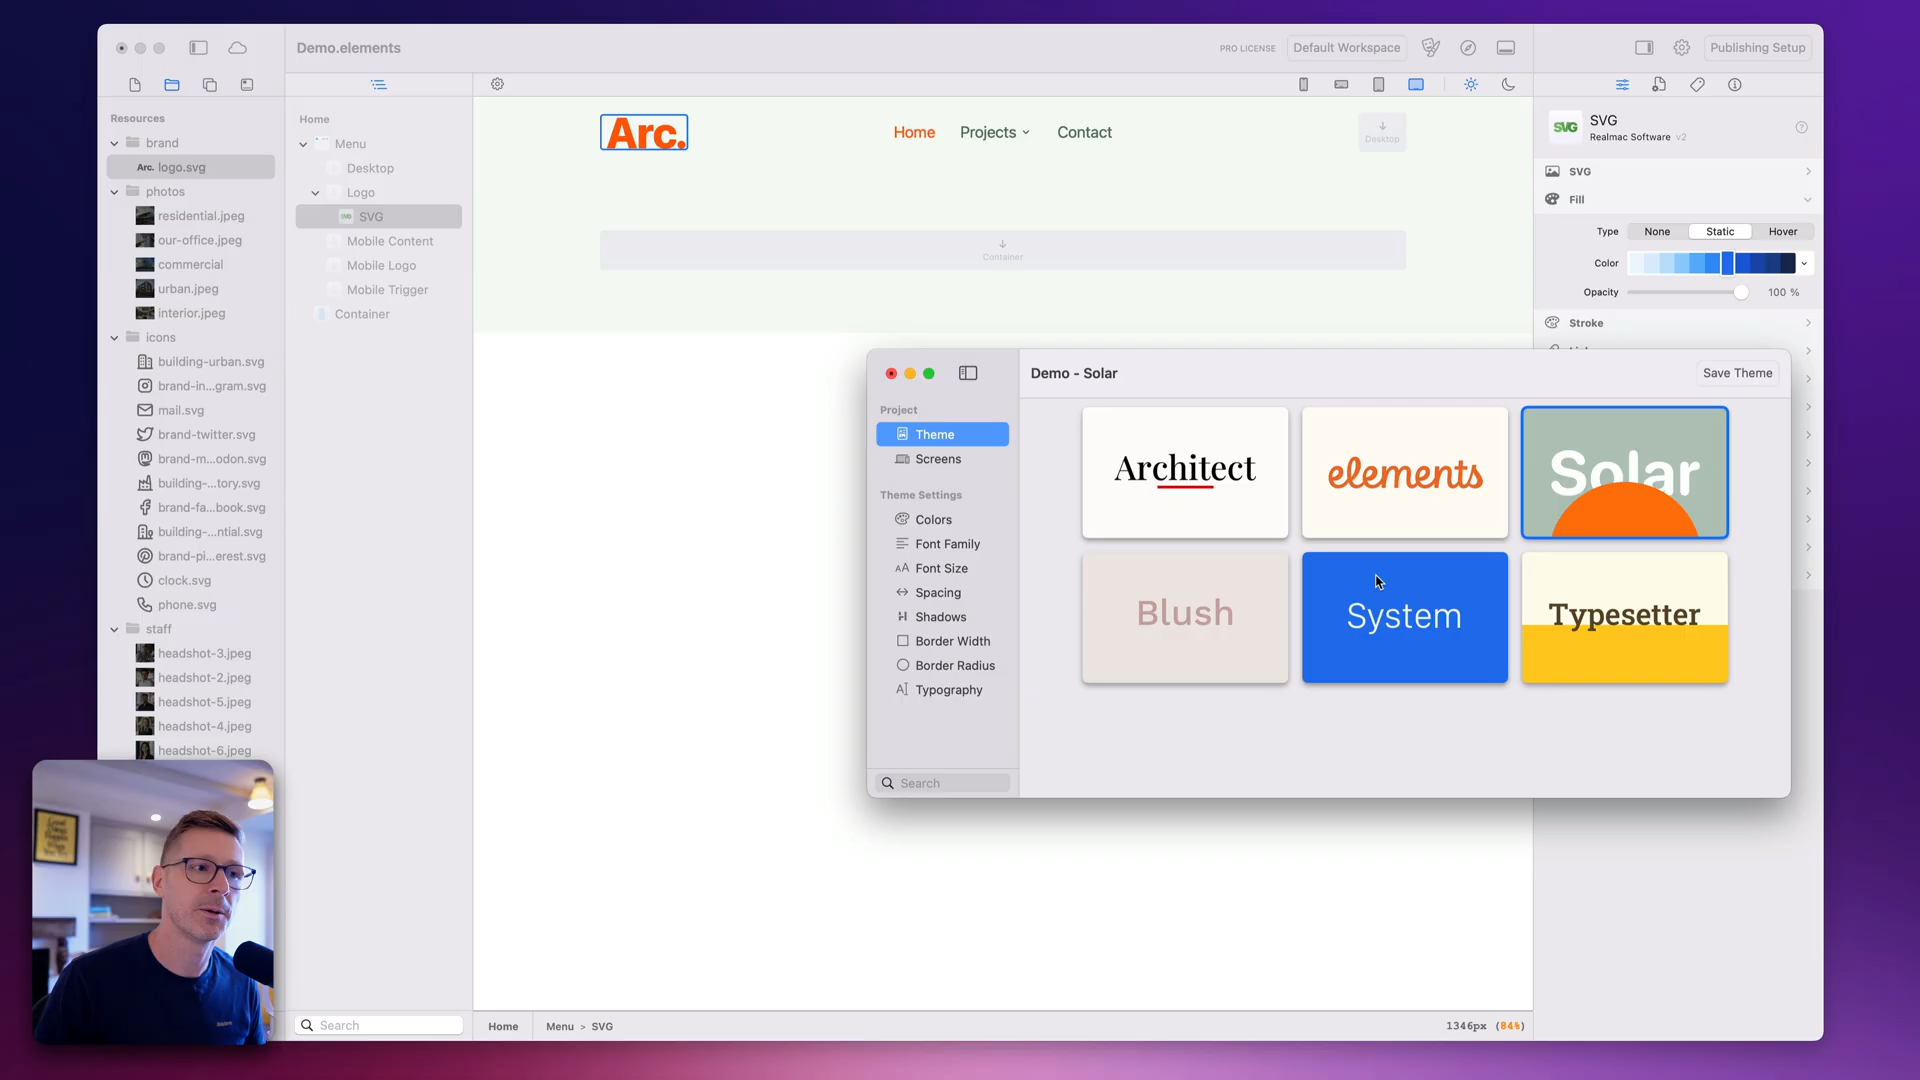 Demo.elements
PRO LICENSE
Default Workspace
Publishing Setup
Resources
brand
Arc. logo.svg
photos
residential.jpeg
our-office.jpeg
commercial
urban.jpeg
interior.jpeg
icons
building-urban.svg
brand-in...gram.svg
mail.svg
brand-twitter.svg
brand-m...odon.svg
building-...tory.svg
brand-fa...book.svg
building-...ntial.svg
brand-pi...erest.svg
clock.svg
phone.svg
staff
headshot-3.jpeg
headshot-2.jpeg
headshot-5.jpeg
headshot-4.jpeg
headshot-6.jpeg
Home
Menu
Desktop
Logo
SVG SVG
Mobile Content
Mobile Logo
Mobile Trigger
Container
Search
Arc.
Home
Projects
Contact
Desktop
Container
SVG
SVG
Realmac Software v2
SVG
Fill
Type
None
Static
Hover
Color
Opacity
100 %
Stroke
Demo - Solar
Save Theme
Project
Theme
Screens
Theme Settings
Colors
Font Family
AA Font Size
Spacing
Shadows
Border Width
Border Radius
Typography
Search
Architect
elements
Solar
Blush
System
Typesetter
Home
Menu > SVG
1346px (84%)